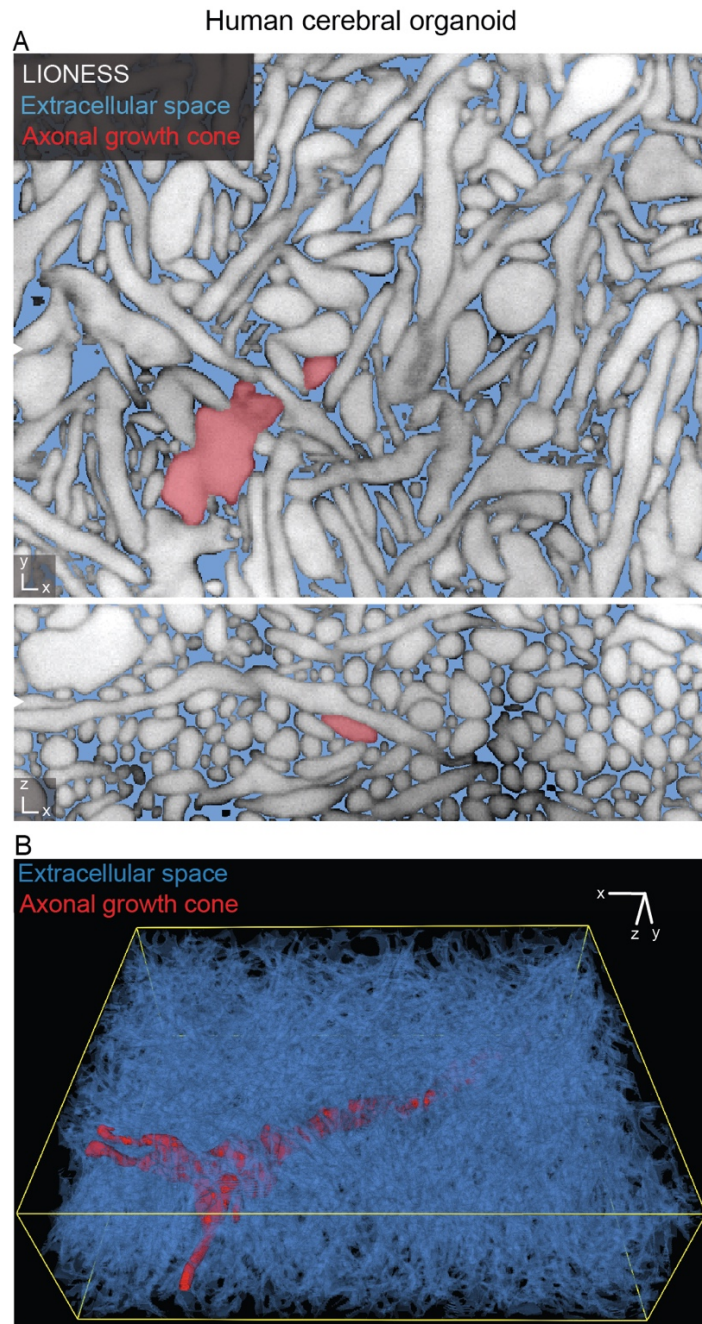 Human cerebral organoid
A
LIONESS
Extracellular space
Axonal growth cone
y
x
z
x
B
Extracellular space
Axonal growth cone
x
z y